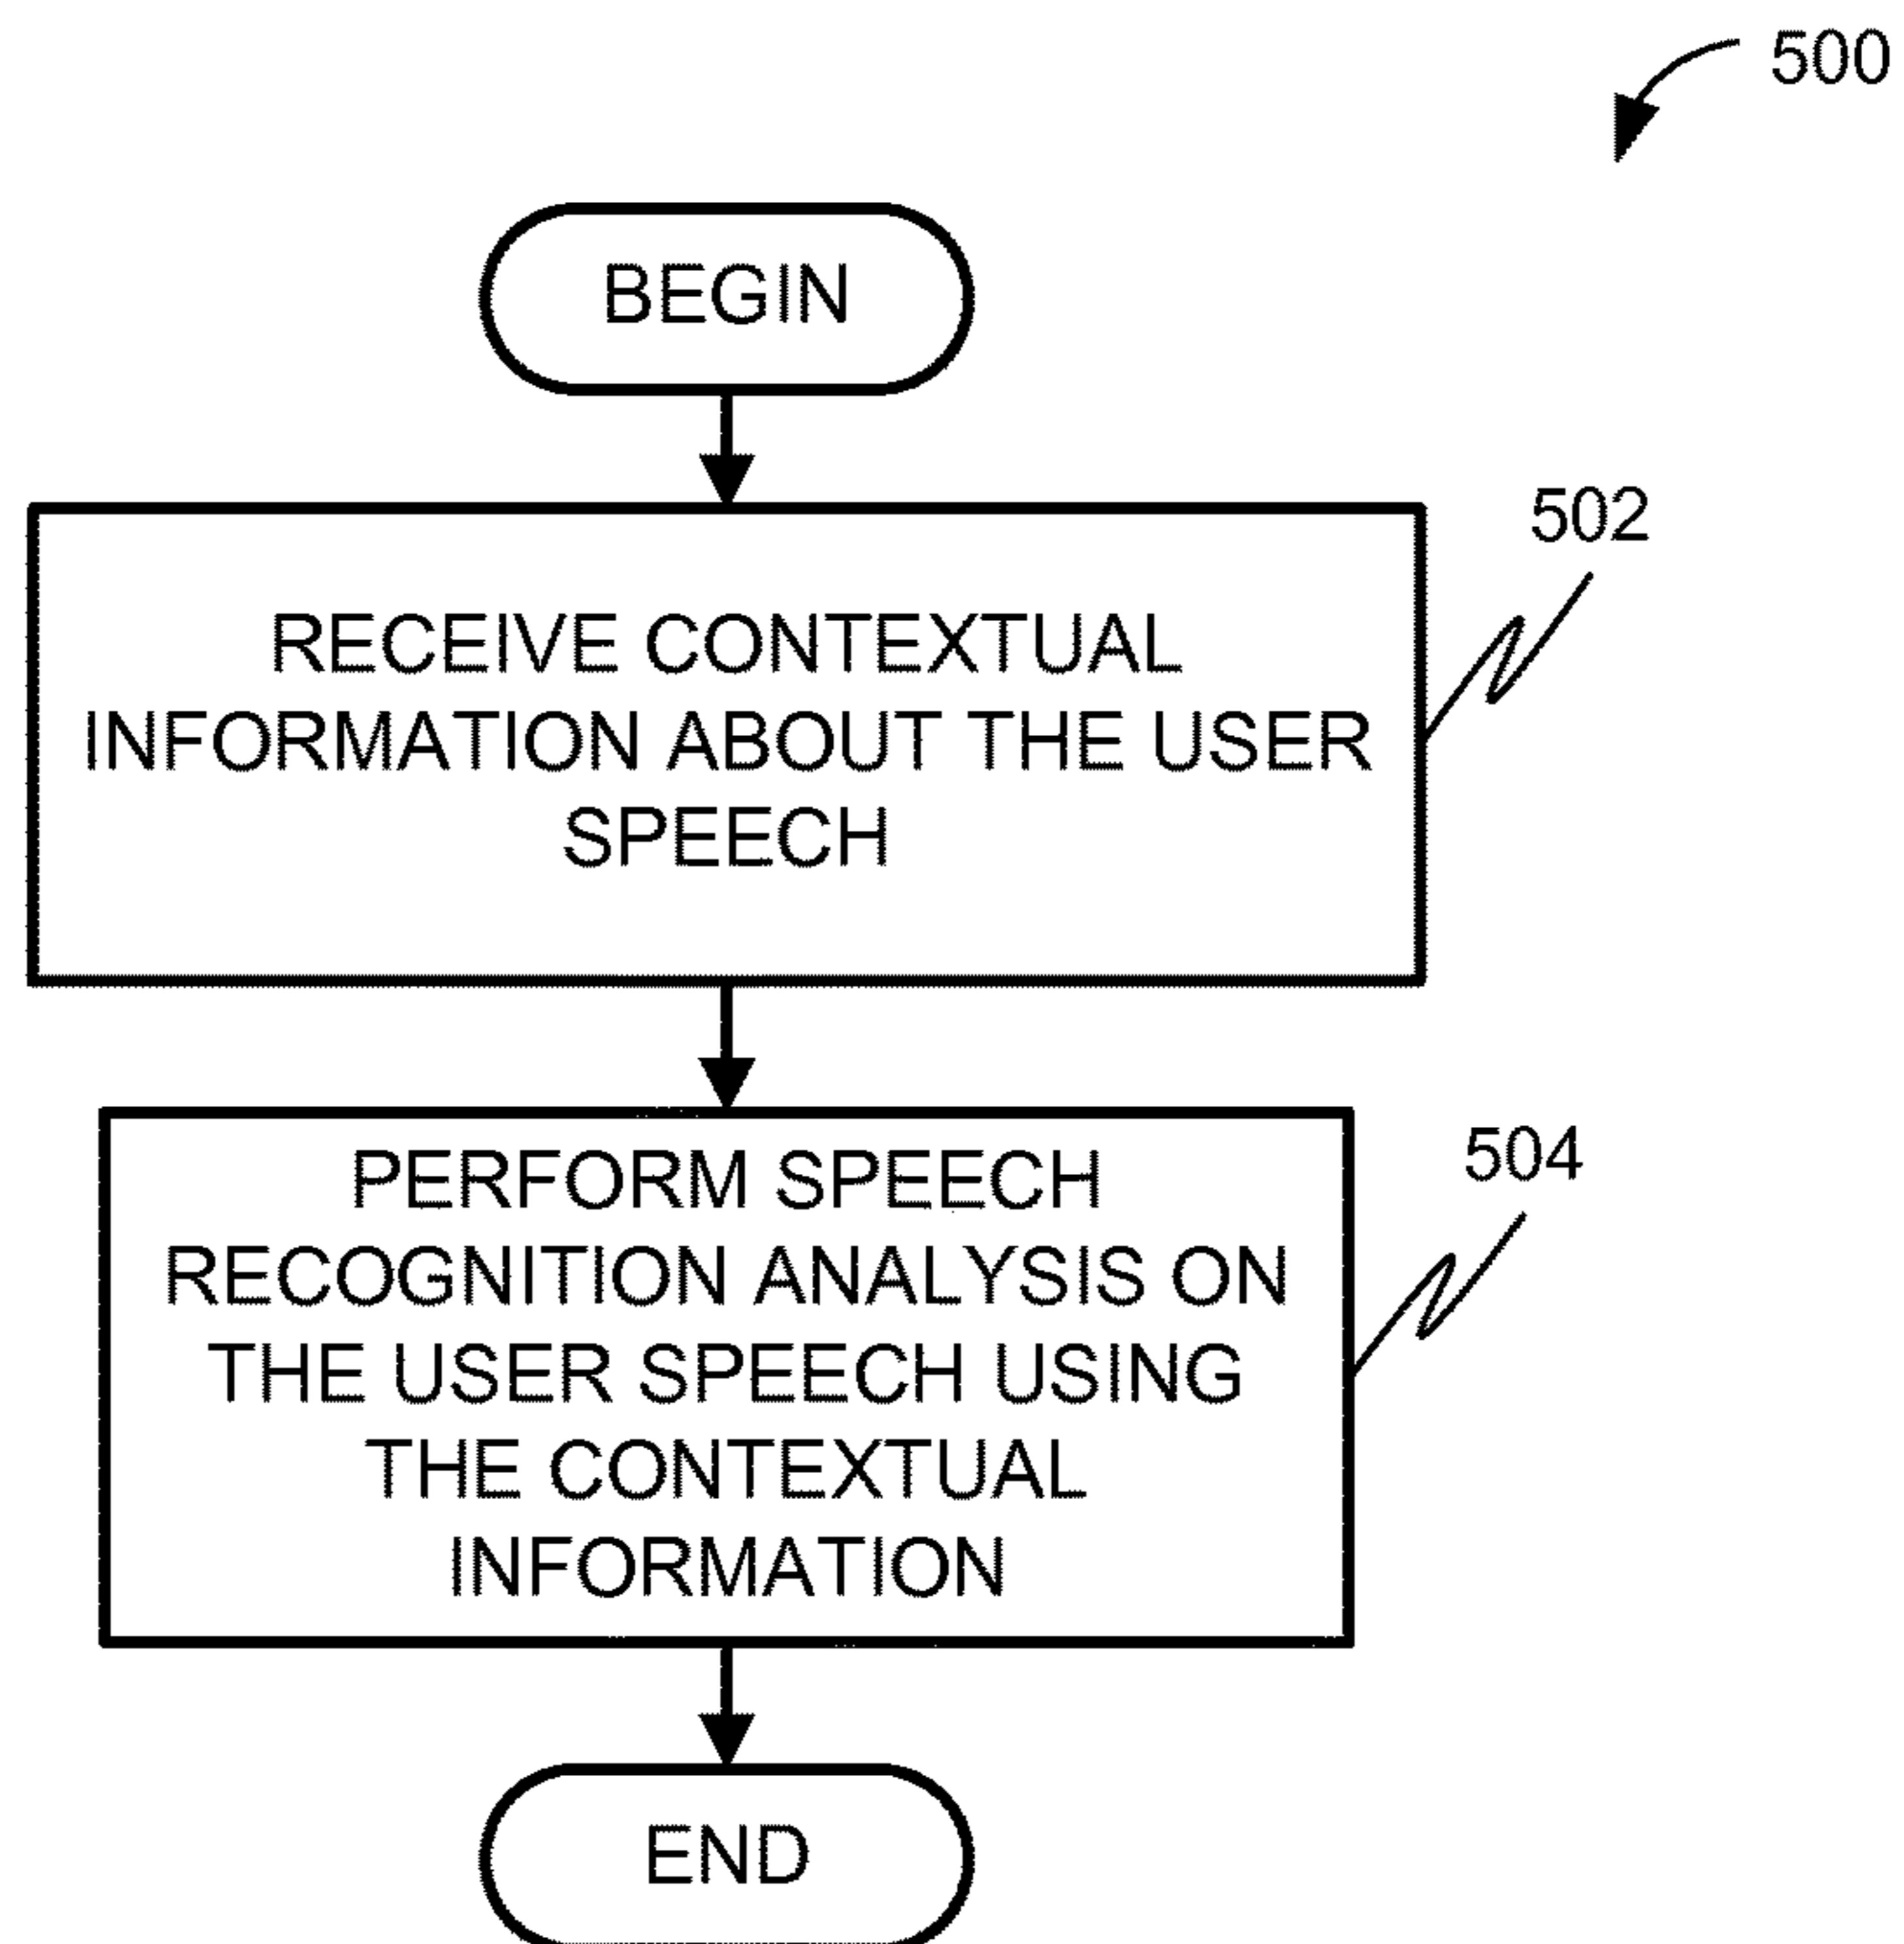 500
BEGIN
502
RECEIVE CONTEXTUAL
INFORMATION ABOUT THE USER
SPEECH
504
PERFORM SPEECH
RECOGNITION ANALYSIS ON
THE USER SPEECH USING
THE CONTEXTUAL
INFORMATION
END